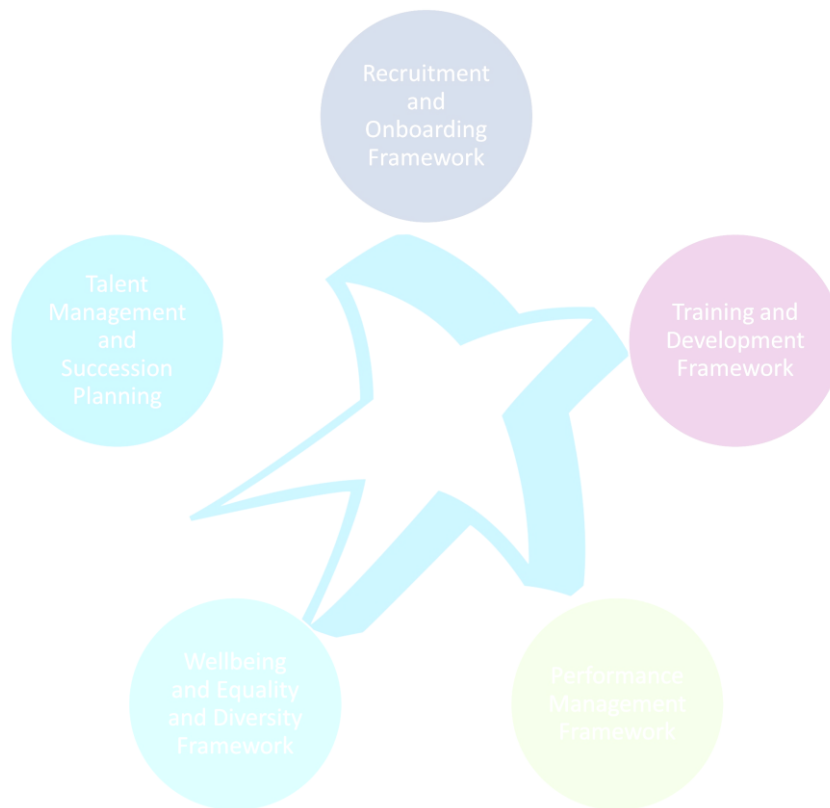 Recruitment
and
Onboarding
Framework
Training and
Development
Framework
Performance
Management
Framework
Wellbeing
and Equality
and Diversity
Framework
Talent
Management
and
Succession
Planning